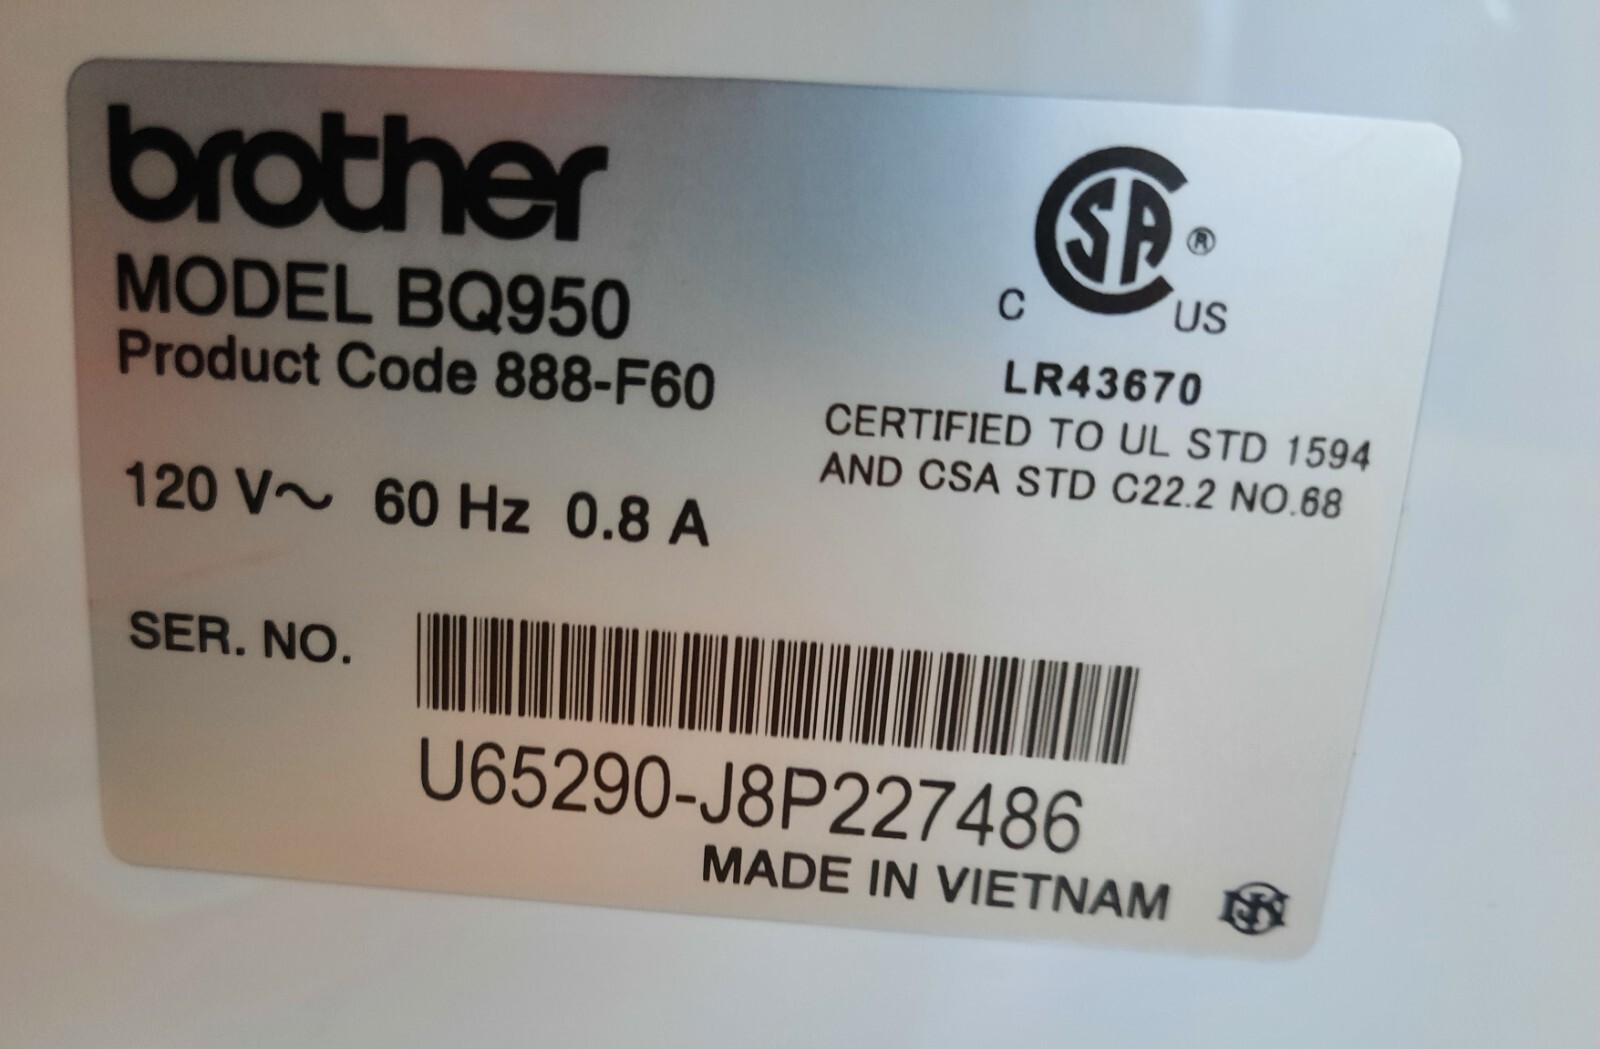 brother
MODEL BQ950
Product Code 888-F60
120 V~ 60 Hz 0.8 A
CSA®
C US
LR43670
CERTIFIED TO UL STD 1594
AND CSA STD C22.2 NO.68
SER. NO.
U65290-J8P227486
MADE IN VIETNAM